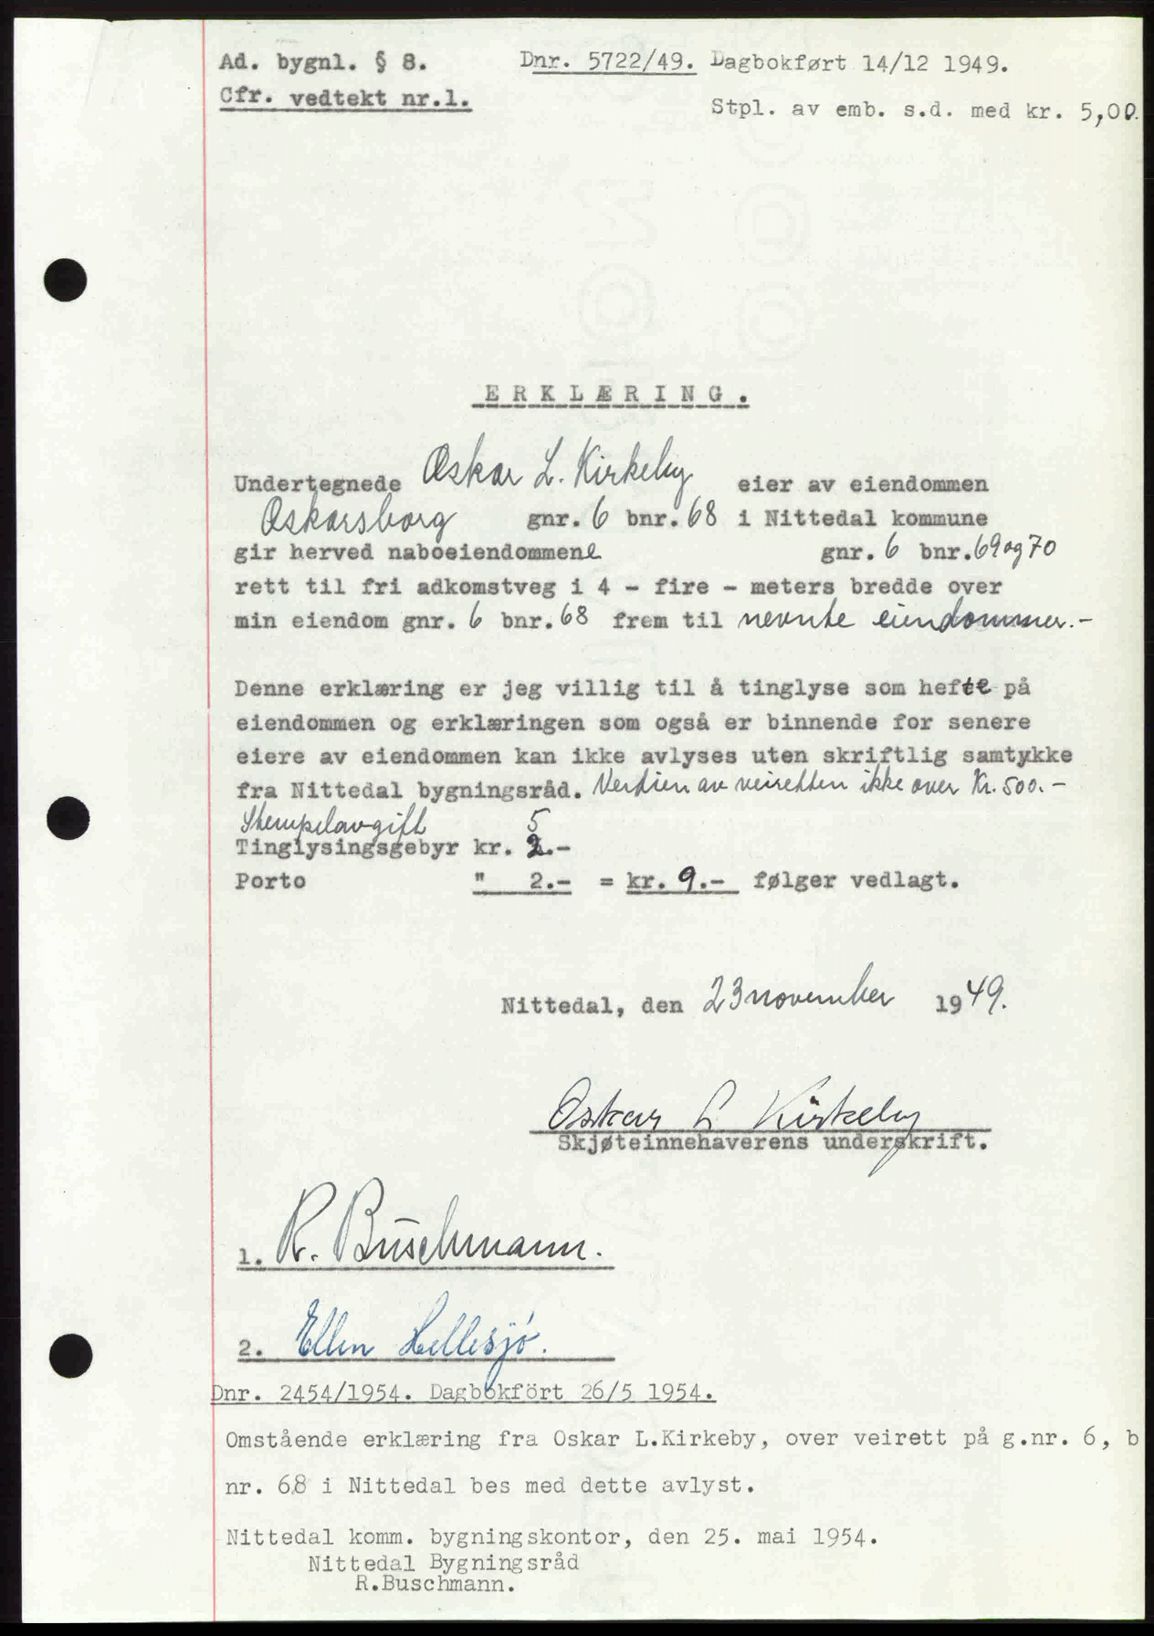 Ad. bygnl. § 8. Dnr. 5722/49. Dagbokført 14/12 1949.
Cfr. vedtekt nr.1. Stpl. av emb. s.d. med kr. 5,00.
ERKLÆRING.
Undertegnede Oskar L. Kirkeby eier av eiendommen
Oskarsborg gnr. 6 bnr. 68 i Nittedal kommune
gir herved naboeiendommene gnr. 6 bnr. 69 og 70
rett til fri adkomstveg i 4 - fire - meters bredde over
min eiendom gnr. 6 bnr. 68 frem til nevnte eiendommer.-
Denne erklæring er jeg villig til å tinglyse som hefte på
eiendommen og erklæringen som også er binnende for senere
eiere av eiendommen kan ikke avlyses uten skriftlig samtykke
fra Nittedal bygningsråd. Verdien av veiretten ikke over Kr. 500.-
Stempelavgift 5
Tinglysingsgebyr kr. 2.-
Porto " 2.- = kr. 9.- følger vedlagt.
Nittedal, den 23 november 1949.
Oskar L Kirkeby
Skjøteinnehaverens underskrift.
1. R. Buschmann.
2. Ellen Hellesjö.
Dnr. 2454/1954. Dagbokfört 26/5 1954.
Omstående erklæring fra Oskar L.Kirkeby, over veirett på g.nr. 6, b
nr. 68 i Nittedal bes med dette avlyst.
Nittedal komm. bygningskontor, den 25. mai 1954.
Nittedal Bygningsråd
R.Buschmann.